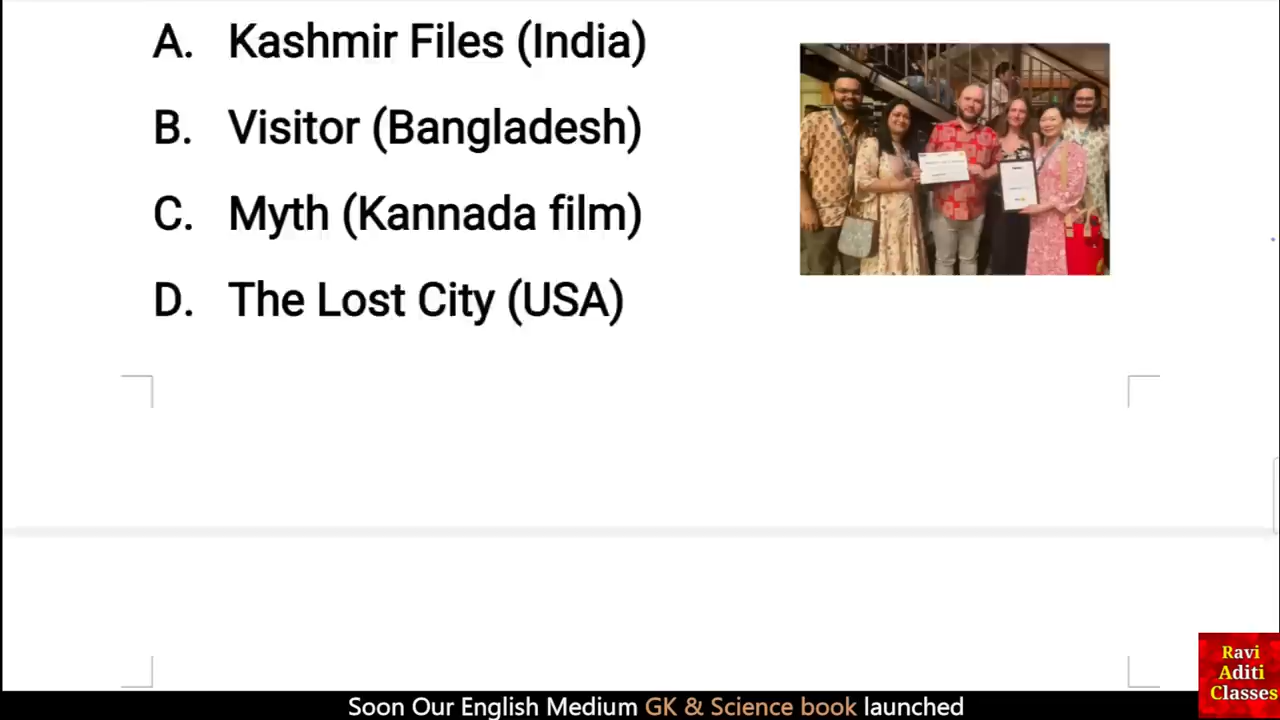 A. Kashmir Files (India)
B. Visitor (Bangladesh)
C. Myth (Kannada film)
D. The Lost City (USA)
Ravi
Aditi
Classes
Soon Our English Medium GK & Science book launched